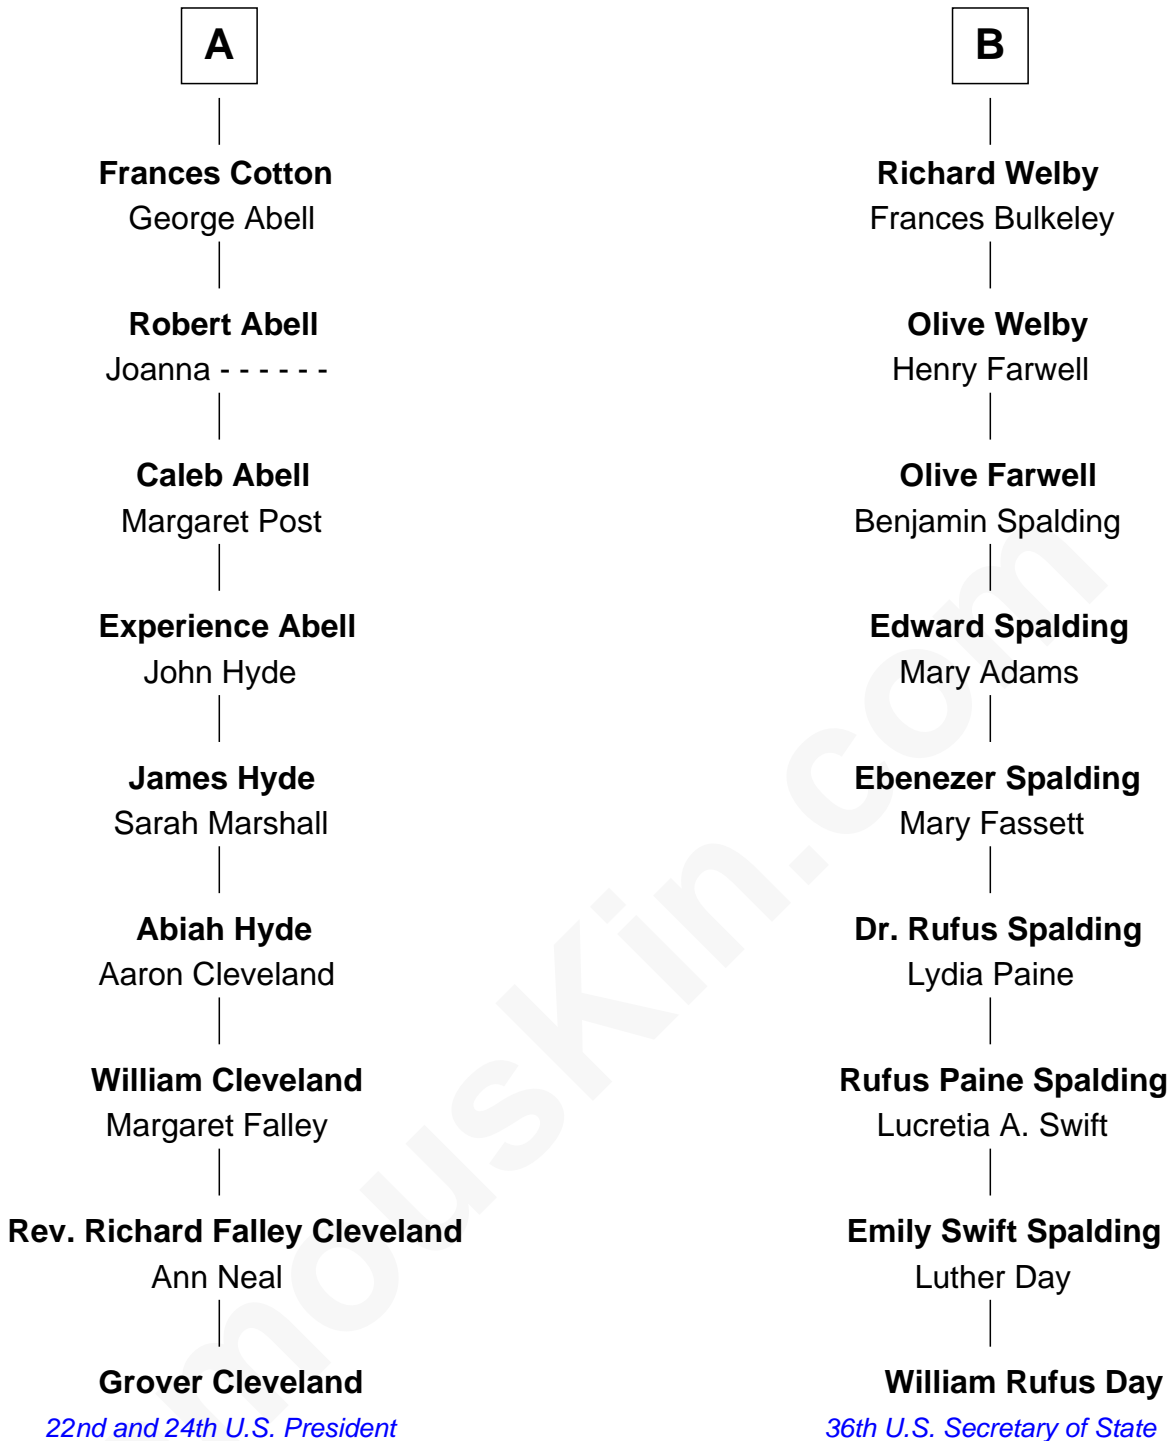 A
Frances Cotton
George Abell
Robert Abell
Joanna - - - - - -
Caleb Abell
Margaret Post
Experience Abell
John Hyde
James Hyde
Sarah Marshall
Abiah Hyde
Aaron Cleveland
William Cleveland
Margaret Falley
Rev. Richard Falley Cleveland
Ann Neal
Grover Cleveland
22nd and 24th U.S. President
B
Richard Welby
Frances Bulkeley
Olive Welby
Henry Farwell
Olive Farwell
Benjamin Spalding
Edward Spalding
Mary Adams
Ebenezer Spalding
Mary Fassett
Dr. Rufus Spalding
Lydia Paine
Rufus Paine Spalding
Lucretia A. Swift
Emily Swift Spalding
Luther Day
William Rufus Day
36th U.S. Secretary of State
mousKin.com